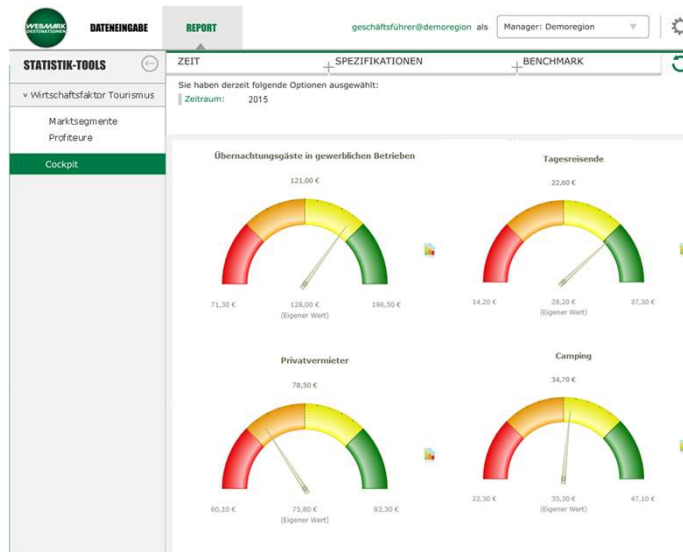 WEBMARK
DESTINATIONEN
DATENEINGABE
REPORT
geschäftsführer@demoregion als
Manager: Demoregion
STATISTIK-TOOLS
Wirtschaftsfaktor Tourismus
Marktsegmente
Profiteure
Cockpit
ZEIT
SPEZIFIKATIONEN
BENCHMARK
Sie haben derzeit folgende Optionen ausgewählt:
Zeitraum: 2015
Übernachtungsgäste in gewerblichen Betrieben
121,00 €
71,30 €
128,00 €
196,50 €
(Eigener Wert)
Tagesreisende
22,60 €
14,20 €
28,20 €
37,30 €
(Eigener Wert)
Privatvermieter
78,50 €
60,10 €
75,80 €
83,30 €
(Eigener Wert)
Camping
34,70 €
22,30 €
35,30 €
47,10 €
(Eigener Wert)